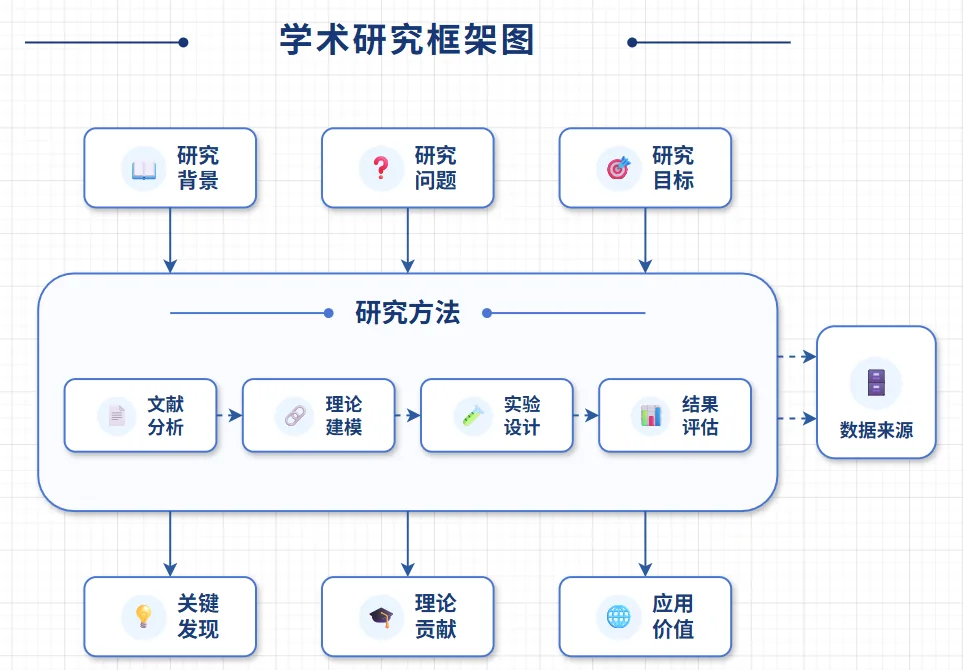 学术研究框架图
研究
背景
研究
问题
研究
目标
研究方法
文献
分析
理论
建模
实验
设计
结果
评估
数据来源
关键
发现
理论
贡献
应用
价值